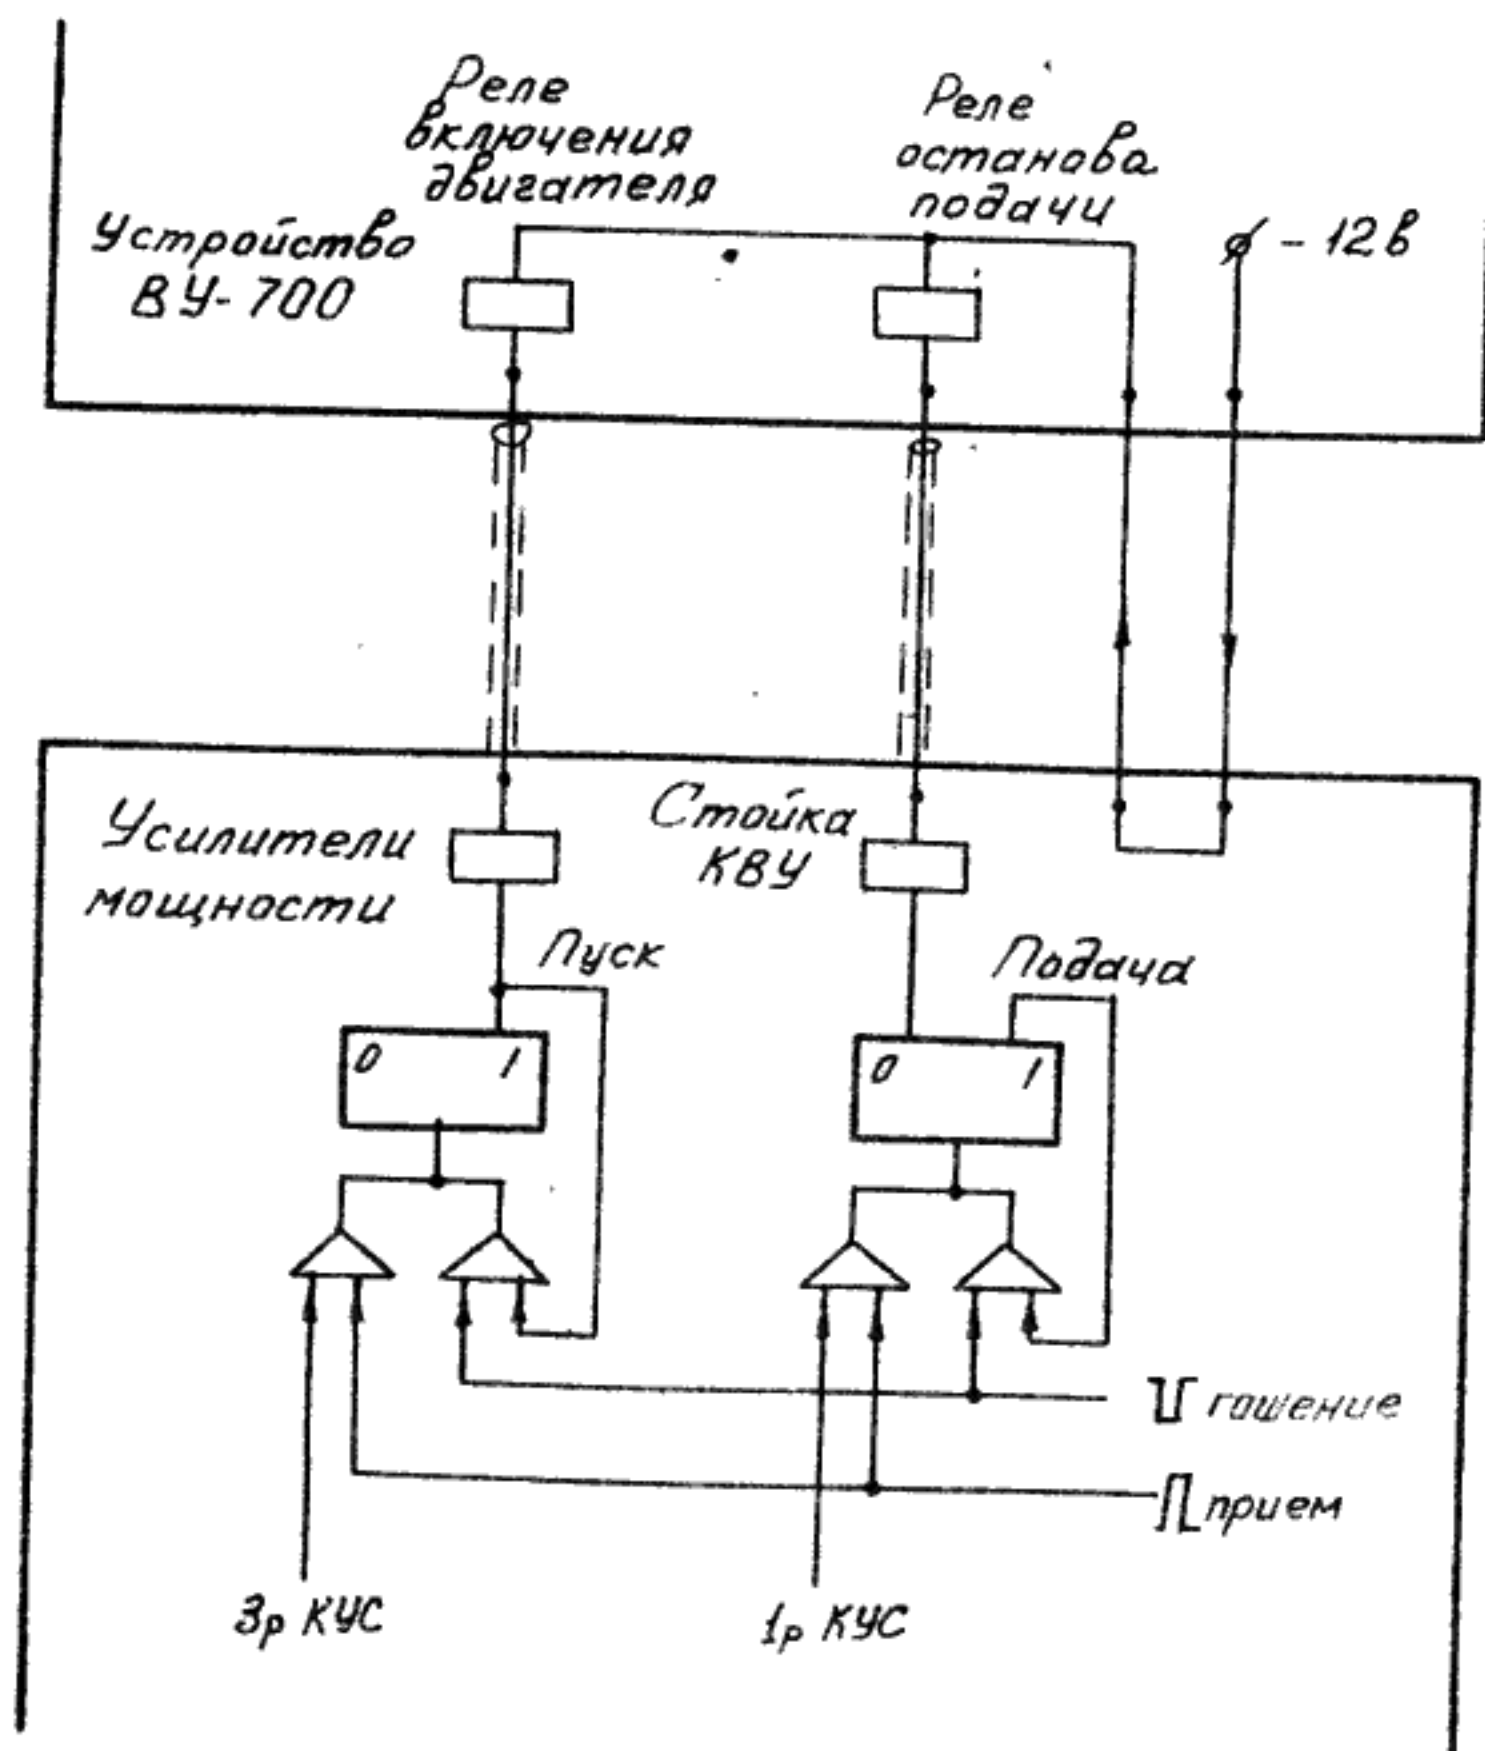 Реле
включения
двигателя
Реле
останова
подачи
Устройство
ВУ-700
- 12в
Усилители
мощности
Стойка
КВУ
Пуск
Подача
0 1
0 1
гашение
прием
3р КУС
1р КУС